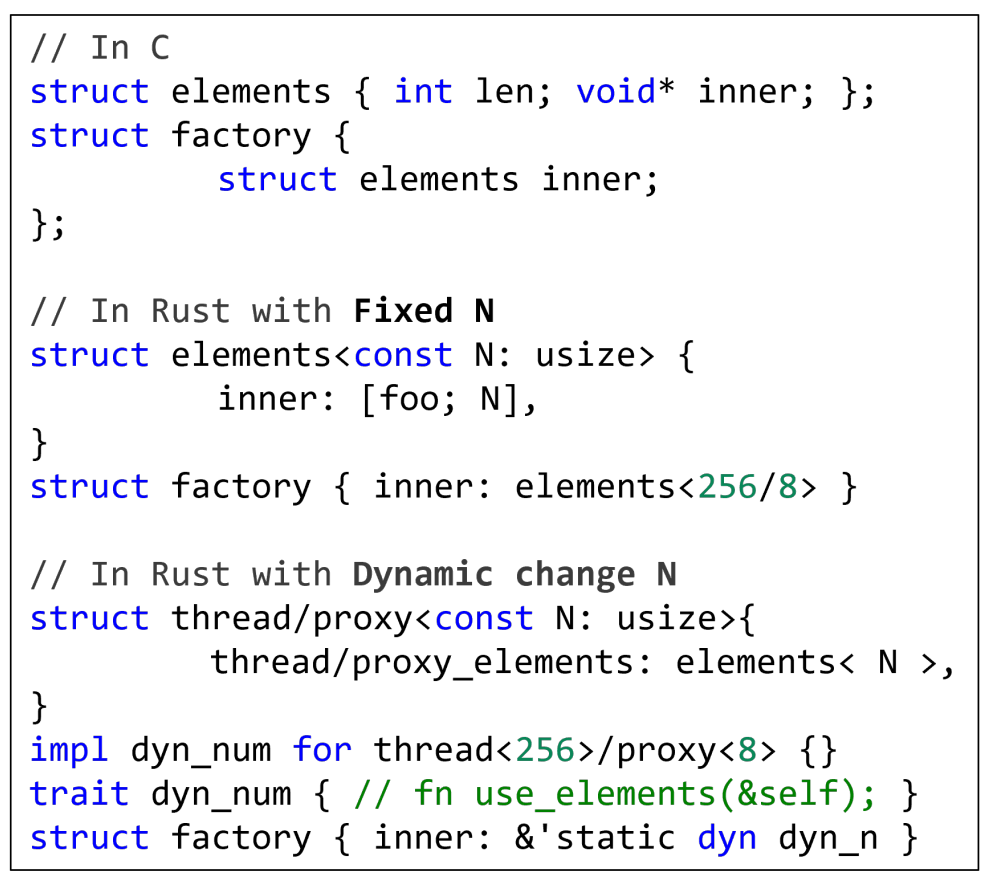 // In C
struct elements { int len; void* inner; };
struct factory {
struct elements inner;
};
// In Rust with Fixed N
struct elements<const N: usize> {
inner: [foo; N],
}
struct factory { inner: elements<256/8> }
// In Rust with Dynamic change N
struct thread/proxy<const N: usize>{
thread/proxy_elements: elements< N >,
}
impl dyn_num for thread<256>/proxy<8> {}
trait dyn_num { // fn use_elements(&self); }
struct factory { inner: &'static dyn dyn_n }